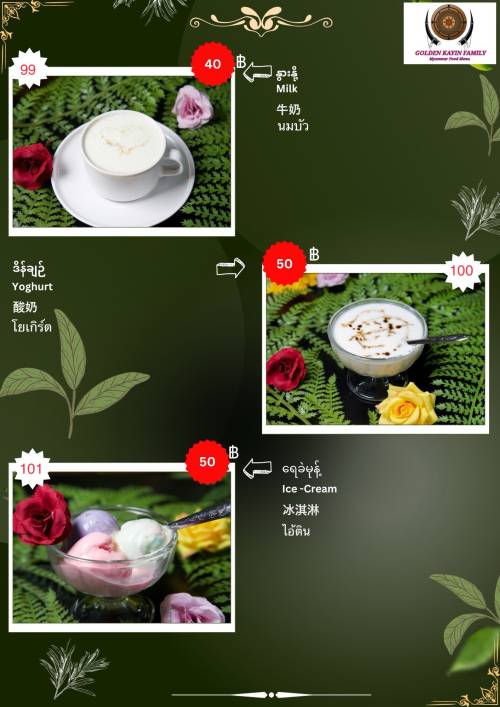 GOLDEN KAYIN FAMILY
Myanmar Food Menu
99
40 ฿
နွားနို့
Milk
牛奶
นมบัว
ဒိန်ချဉ်
Yoghurt
酸奶
โยเกิร์ต
50 ฿
100
101
50 ฿
ရေခဲမုန့်
Ice -Cream
冰淇淋
ไอ้ติน